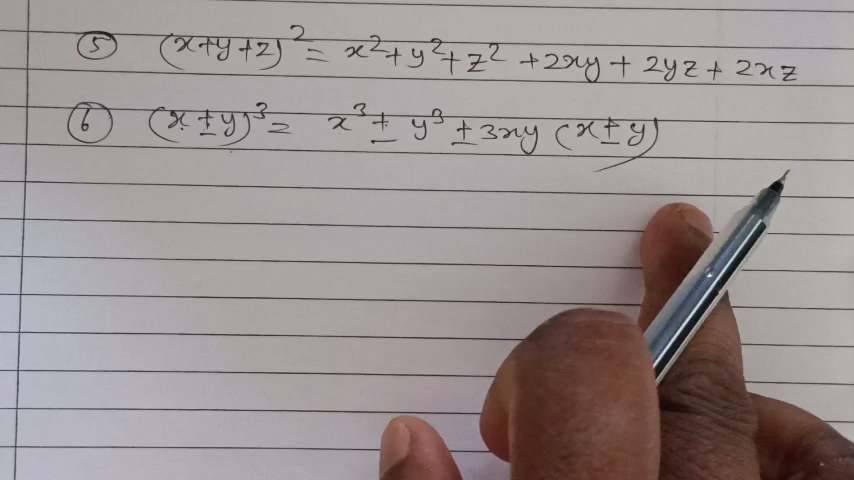 ⑤ (x+y+z)² = x²+y²+z² +2xy+2yz+2xz
⑥ (x±y)³= x³± y³ ±3xy (x±y)